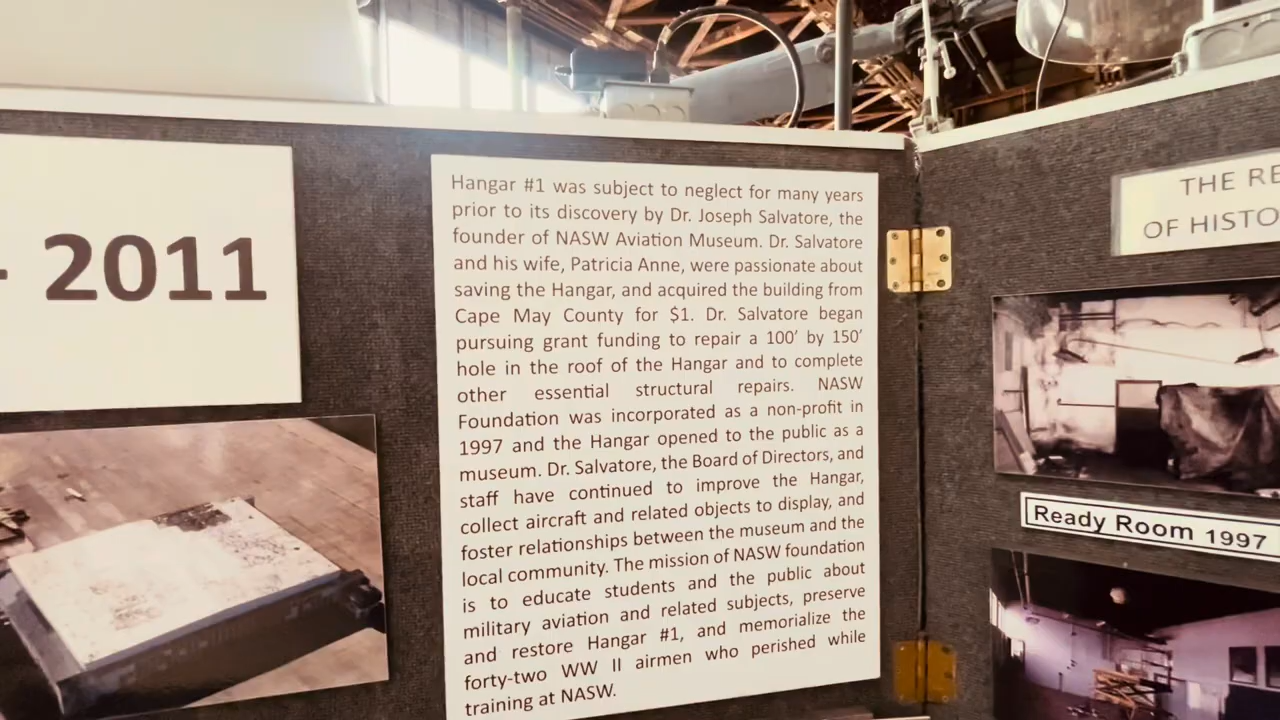 - 2011
Hangar #1 was subject to neglect for many years
prior to its discovery by Dr. Joseph Salvatore, the
founder of NASW Aviation Museum. Dr. Salvatore
and his wife, Patricia Anne, were passionate about
saving the Hangar, and acquired the building from
Cape May County for $1. Dr. Salvatore began
pursuing grant funding to repair a 100’ by 150’
hole in the roof of the Hangar and to complete
other essential structural repairs. NASW
Foundation was incorporated as a non-profit in
1997 and the Hangar opened to the public as a
museum. Dr. Salvatore, the Board of Directors, and
staff have continued to improve the Hangar,
collect aircraft and related objects to display, and
foster relationships between the museum and the
local community. The mission of NASW foundation
is to educate students and the public about
military aviation and related subjects, preserve
and restore Hangar #1, and memorialize the
forty-two WW II airmen who perished while
training at NASW.
THE RE
OF HISTO
Ready Room 1997